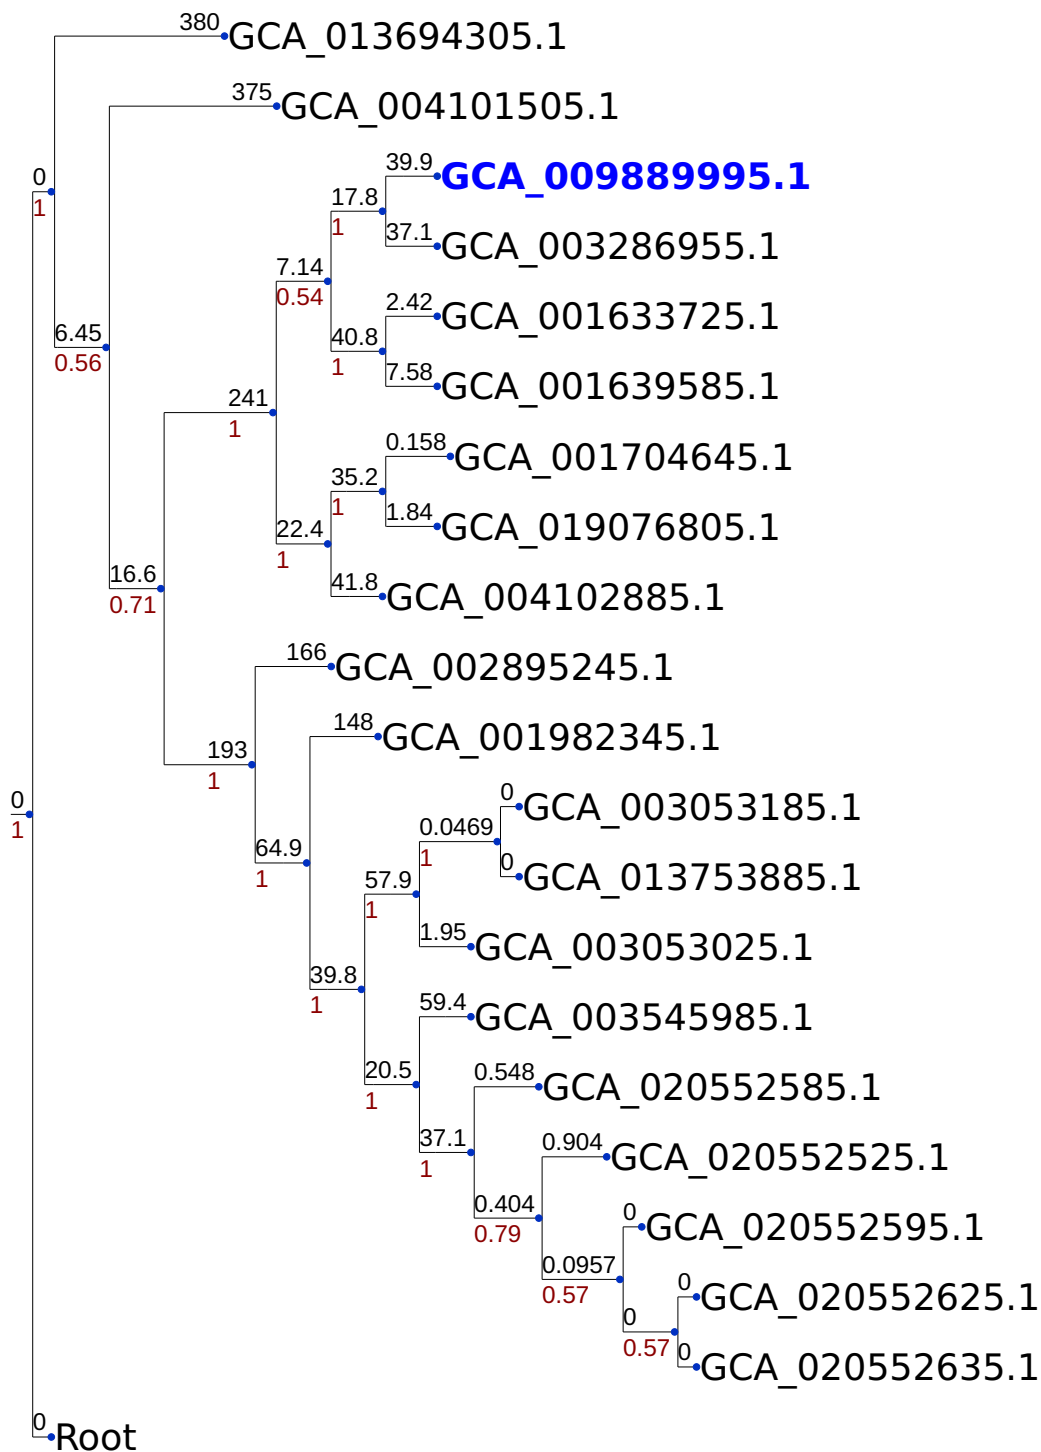 380 GCA_013694305.1
375 GCA_004101505.1
39.9 GCA_009889995.1
0 17.8
1 1 37.1 GCA_003286955.1
7.14
0.54 2.42 GCA_001633725.1
6.45 40.8
0.56 1 7.58 GCA_001639585.1
241
1 0.158 GCA_001704645.1
35.2
1 1.84 GCA_019076805.1
22.4
1
16.6 41.8 GCA_004102885.1
0.71
166 GCA_002895245.1
148 GCA_001982345.1
193
1
0 0 GCA_003053185.1
1 0.0469
64.9 1
1 57.9 0 GCA_013753885.1
1
1.95 GCA_003053025.1
39.8
1 59.4 GCA_003545985.1
20.5 0.548 GCA_020552585.1
1
37.1 0.904 GCA_020552525.1
1
0.404 0 GCA_020552595.1
0.79
0.0957
0.57 0 GCA_020552625.1
0
0.57 0 GCA_020552635.1
0 Root